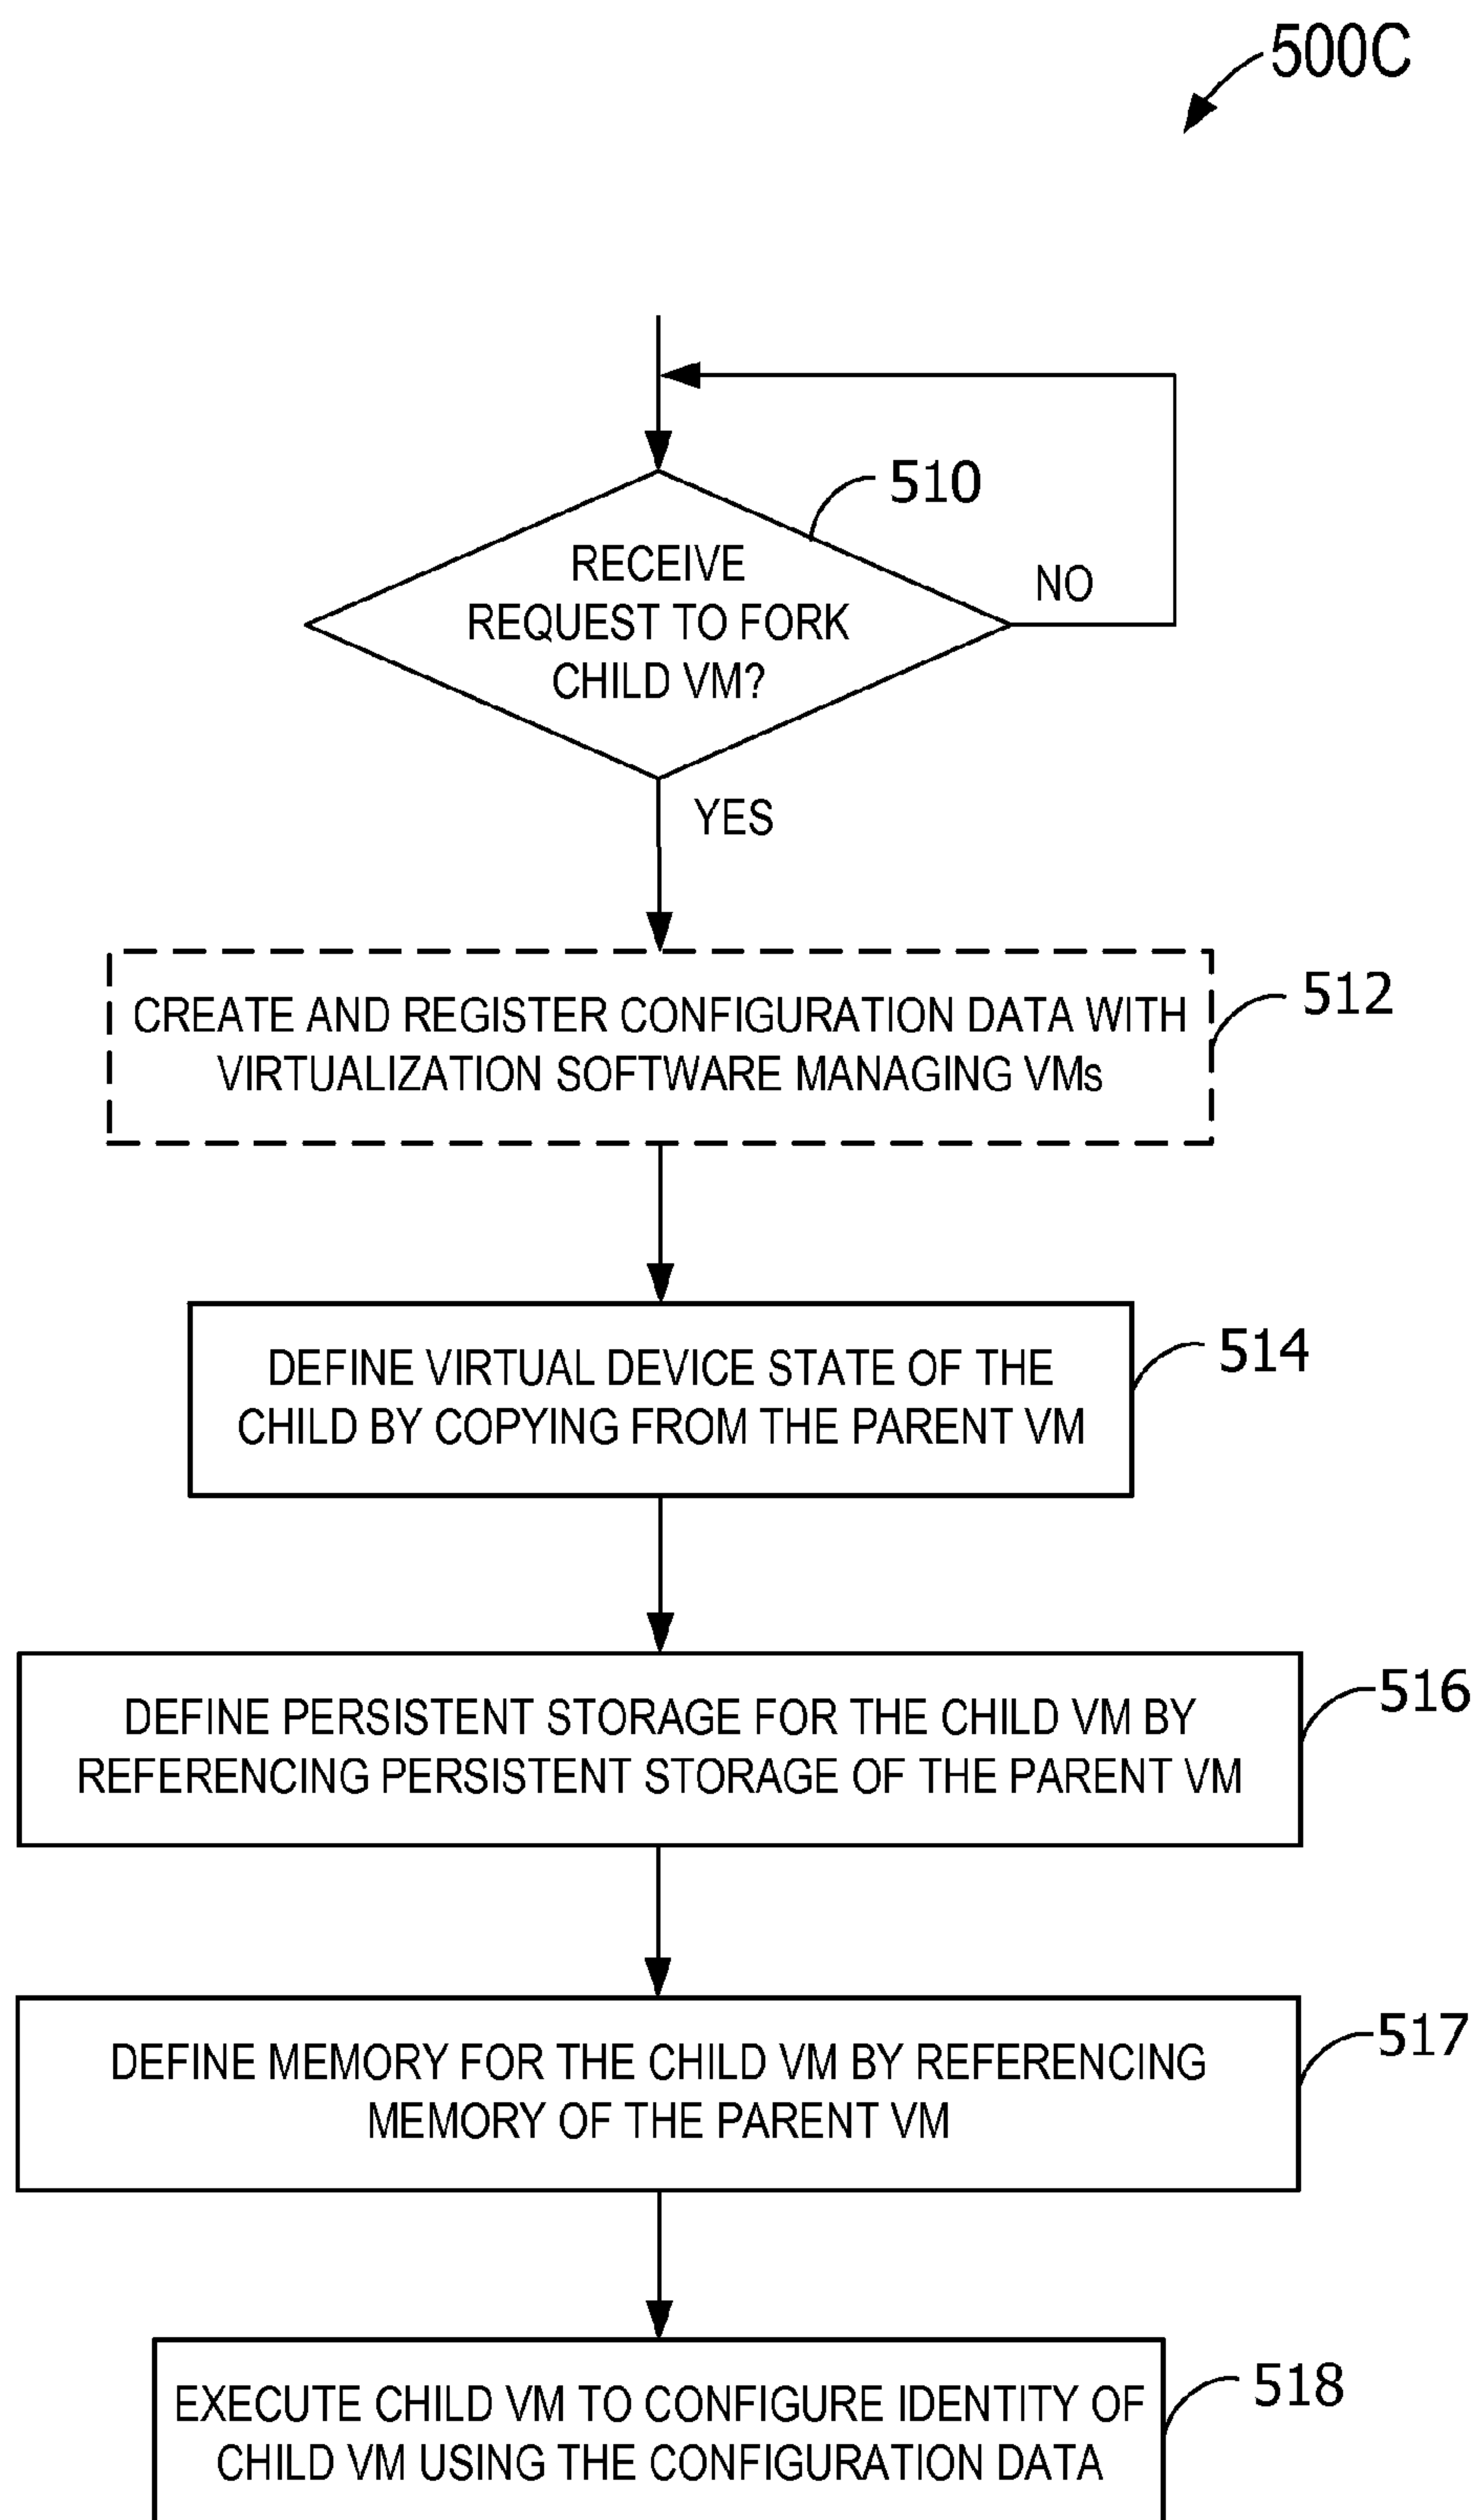 500C
510
RECEIVE
REQUEST TO FORK
CHILD VM?
NO
YES
512
CREATE AND REGISTER CONFIGURATION DATA WITH
VIRTUALIZATION SOFTWARE MANAGING VMs
514
DEFINE VIRTUAL DEVICE STATE OF THE
CHILD BY COPYING FROM THE PARENT VM
516
DEFINE PERSISTENT STORAGE FOR THE CHILD VM BY
REFERENCING PERSISTENT STORAGE OF THE PARENT VM
517
DEFINE MEMORY FOR THE CHILD VM BY REFERENCING
MEMORY OF THE PARENT VM
518
EXECUTE CHILD VM TO CONFIGURE IDENTITY OF
CHILD VM USING THE CONFIGURATION DATA